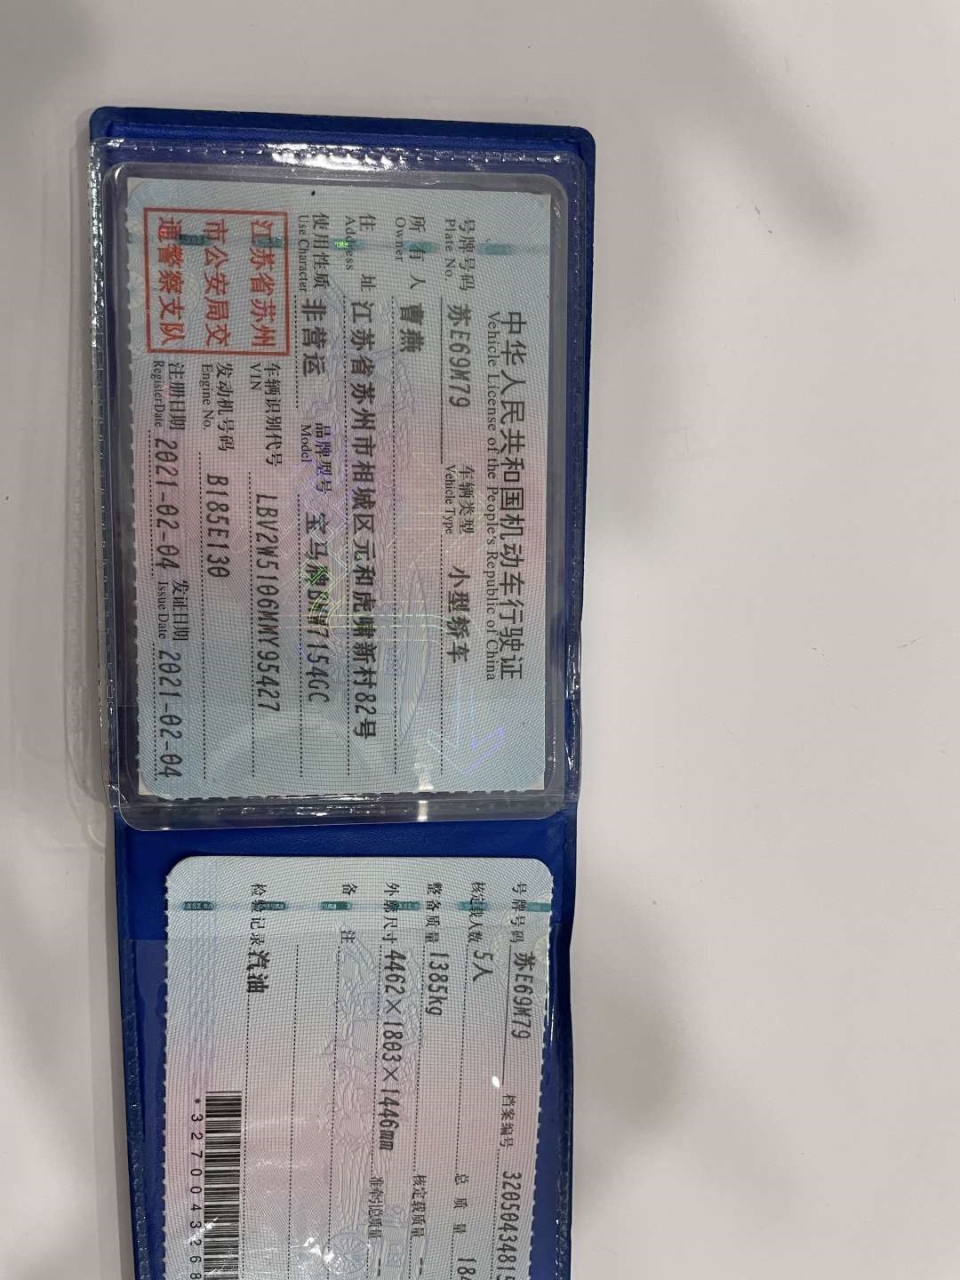 中华人民共和国机动车行驶证
Vehicle License of the People's Republic of China
号牌号码 苏E69M79 车辆类型 小型轿车
Plate No. Vehicle Type
所有人 曹燕
Owner
住址 江苏省苏州市相城区元和虎啸新村82号
Address
使用性质 非营运 品牌型号 宝马牌BMW7154GC
Use Character Model
江苏省苏州
市公安局交
通警察支队
车辆识别代号 LBV2W5106MMY95427
VIN
发动机号码 B185E130
Engine No.
注册日期 2021-02-04 发证日期 2021-02-04
Register Date Issue Date
号牌号码 苏E69M79 档案编号 3205043481
核定载人数 5人 总质量
整备质量 1385kg 核定载质量 --
外廓尺寸 4462×1803×1446mm 准牵引总质量 --
备注
检验记录 汽油
*32700043268